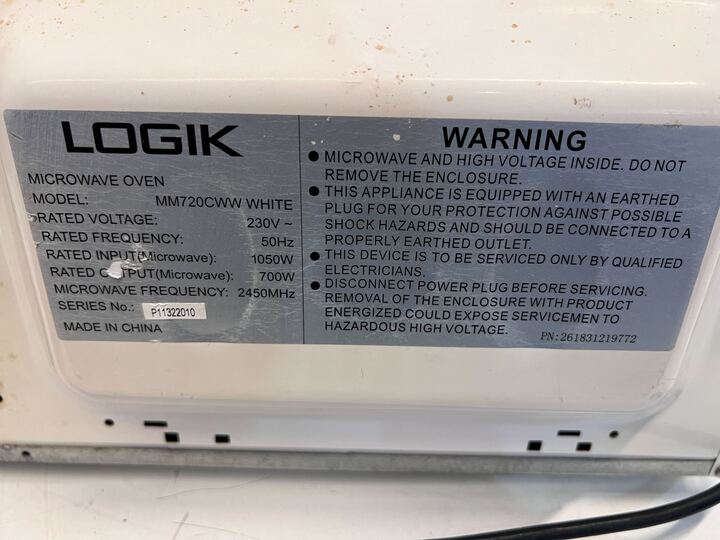 LOGIK
MICROWAVE OVEN
MODEL: MM720CWW WHITE
RATED VOLTAGE: 230V ~
RATED FREQUENCY: 50Hz
RATED INPUT(Microwave): 1050W
RATED OUTPUT(Microwave): 700W
MICROWAVE FREQUENCY: 2450MHz
SERIES No.: P11322010
MADE IN CHINA
WARNING
● MICROWAVE AND HIGH VOLTAGE INSIDE. DO NOT
REMOVE THE ENCLOSURE.
● THIS APPLIANCE IS EQUIPPED WITH AN EARTHED
PLUG FOR YOUR PROTECTION AGAINST POSSIBLE
SHOCK HAZARDS AND SHOULD BE CONNECTED TO A
PROPERLY EARTHED OUTLET.
● THIS DEVICE IS TO BE SERVICED ONLY BY QUALIFIED
ELECTRICIANS.
● DISCONNECT POWER PLUG BEFORE SERVICING.
REMOVAL OF THE ENCLOSURE WITH PRODUCT
ENERGIZED COULD EXPOSE SERVICEMEN TO
HAZARDOUS HIGH VOLTAGE.
PN:261831219772